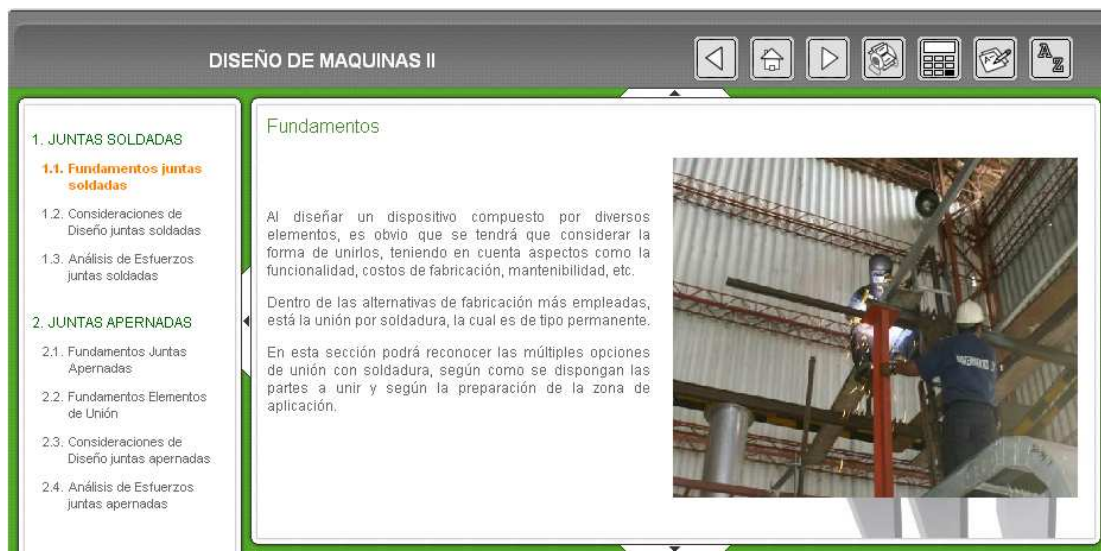 DISEÑO DE MAQUINAS II
A
Z
1. JUNTAS SOLDADAS
1.1. Fundamentos juntas
soldadas
1.2. Consideraciones de
Diseño juntas soldadas
1.3. Análisis de Esfuerzos
juntas soldadas
2. JUNTAS APERNADAS
2.1. Fundamentos Juntas
Apernadas
2.2. Fundamentos Elementos
de Unión
2.3. Consideraciones de
Diseño juntas apernadas
2.4. Análisis de Esfuerzos
juntas apernadas
Fundamentos
Al diseñar un dispositivo compuesto por diversos
elementos, es obvio que se tendrá que considerar la
forma de unirlos, teniendo en cuenta aspectos como la
funcionalidad, costos de fabricación, mantenibilidad, etc.
Dentro de las alternativas de fabricación más empleadas,
está la unión por soldadura, la cual es de tipo permanente.
En esta sección podrá reconocer las múltiples opciones
de unión con soldadura, según como se dispongan las
partes a unir y según la preparación de la zona de
aplicación.